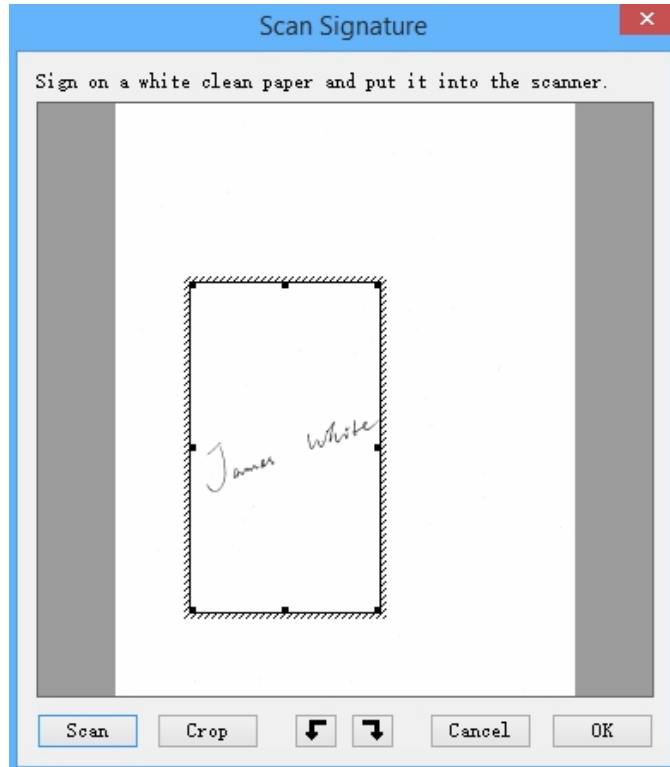 Scan Signature
Sign on a white clean paper and put it into the scanner.
James White
Scan Crop Cancel OK